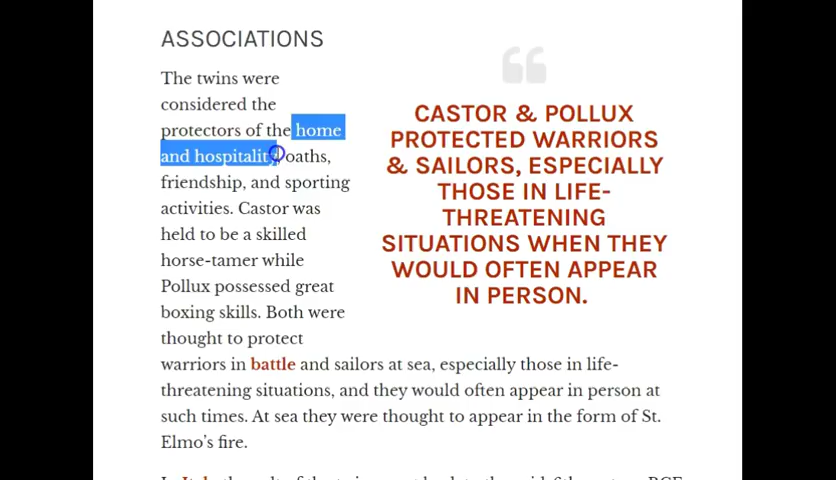 ASSOCIATIONS
The twins were
considered the
protectors of the home
and hospitality, oaths,
friendship, and sporting
activities. Castor was
held to be a skilled
horse-tamer while
Pollux possessed great
boxing skills. Both were
thought to protect
warriors in battle and sailors at sea, especially those in life-
threatening situations, and they would often appear in person at
such times. At sea they were thought to appear in the form of St.
Elmo's fire.
CASTOR & POLLUX
PROTECTED WARRIORS
& SAILORS, ESPECIALLY
THOSE IN LIFE-
THREATENING
SITUATIONS WHEN THEY
WOULD OFTEN APPEAR
IN PERSON.